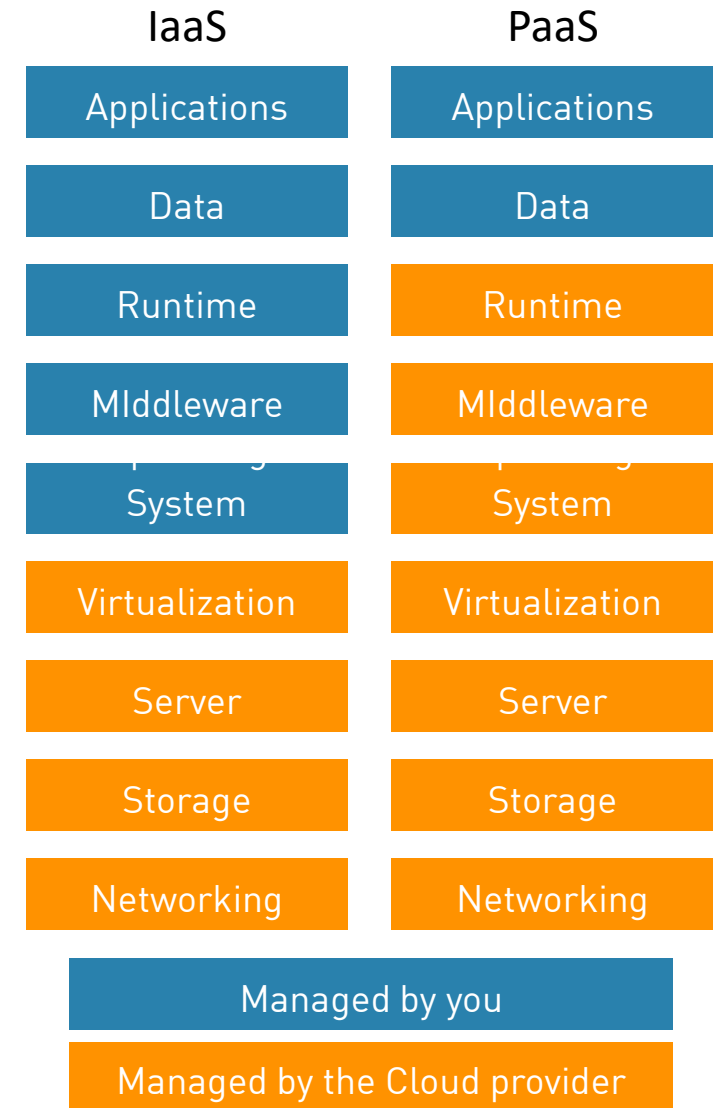 IaaS PaaS
Applications Applications
Data Data
Runtime Runtime
MIddleware MIddleware
System System
Virtualization Virtualization
Server Server
Storage Storage
Networking Networking
Managed by you
Managed by the Cloud provider